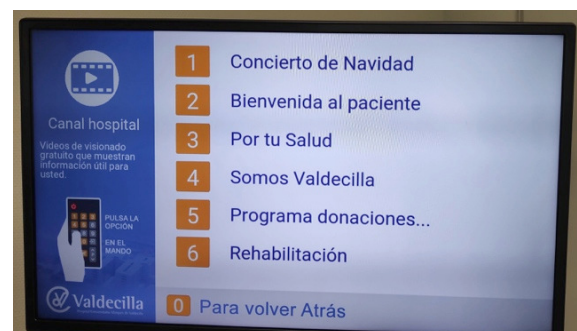 Canal hospital
Videos de visionado
gratuito que muestran
información útil para
usted.
PULSA LA
OPCIÓN
EN EL
MANDO
Valdecilla
1 Concierto de Navidad
2 Bienvenida al paciente
3 Por tu Salud
4 Somos Valdecilla
5 Programa donaciones...
6 Rehabilitación
0 Para volver Atrás